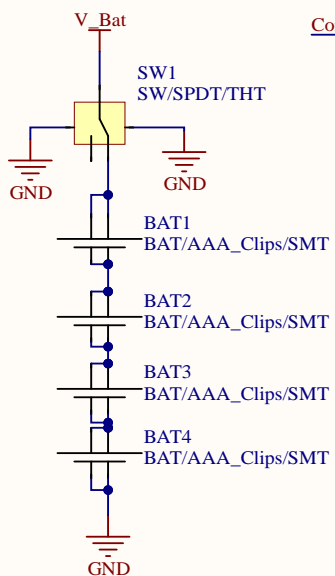 V_Bat
Co
SW1
SW/SPDT/THT
GND
GND
BAT1
BAT/AAA_Clips/SMT
BAT2
BAT/AAA_Clips/SMT
BAT3
BAT/AAA_Clips/SMT
BAT4
BAT/AAA_Clips/SMT
GND